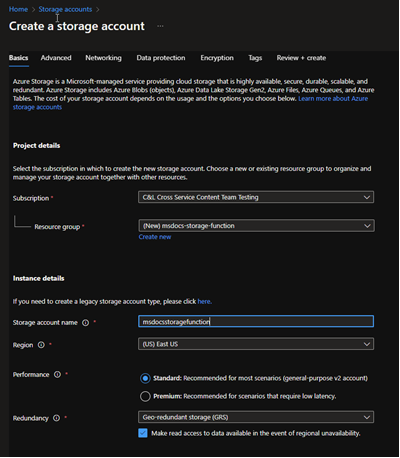 Home > Storage accounts >
Create a storage account ...
Basics Advanced Networking Data protection Encryption Tags Review + create
Azure Storage is a Microsoft-managed service providing cloud storage that is highly available, secure, durable, scalable, and
redundant. Azure Storage includes Azure Blobs (objects), Azure Data Lake Storage Gen2, Azure Files, Azure Queues, and Azure
Tables. The cost of your storage account depends on the usage and the options you choose below. Learn more about Azure
storage accounts
Project details
Select the subscription in which to create the new storage account. Choose a new or existing resource group to organize and
manage your storage account together with other resources.
Subscription * C&L Cross Service Content Team Testing
Resource group * (New) msdocs-storage-function
Create new
Instance details
If you need to create a legacy storage account type, please click here.
Storage account name * msdocsstoragefunction
Region * (US) East US
Performance * Standard: Recommended for most scenarios (general-purpose v2 account)
Premium: Recommended for scenarios that require low latency.
Redundancy * Geo-redundant storage (GRS)
Make read access to data available in the event of regional unavailability.